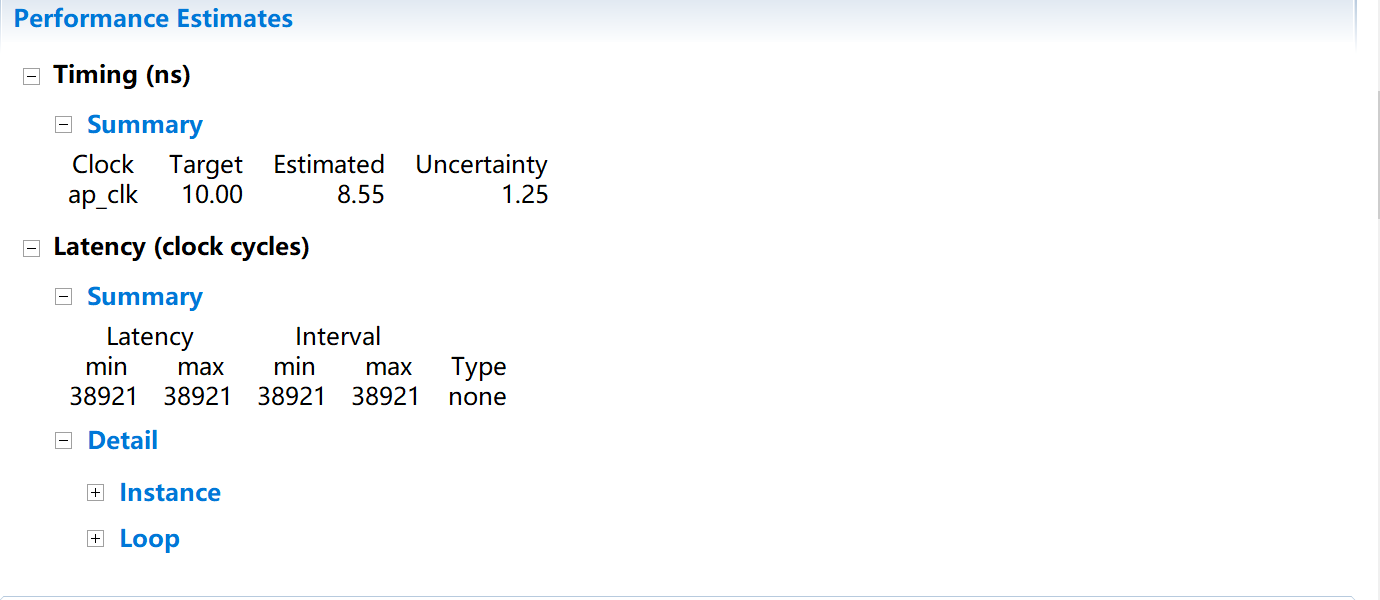 Performance Estimates
Timing (ns)
Summary
Clock Target Estimated Uncertainty
ap_clk 10.00 8.55 1.25
Latency (clock cycles)
Summary
Latency Interval
min max min max Type
38921 38921 38921 38921 none
Detail
Instance
Loop